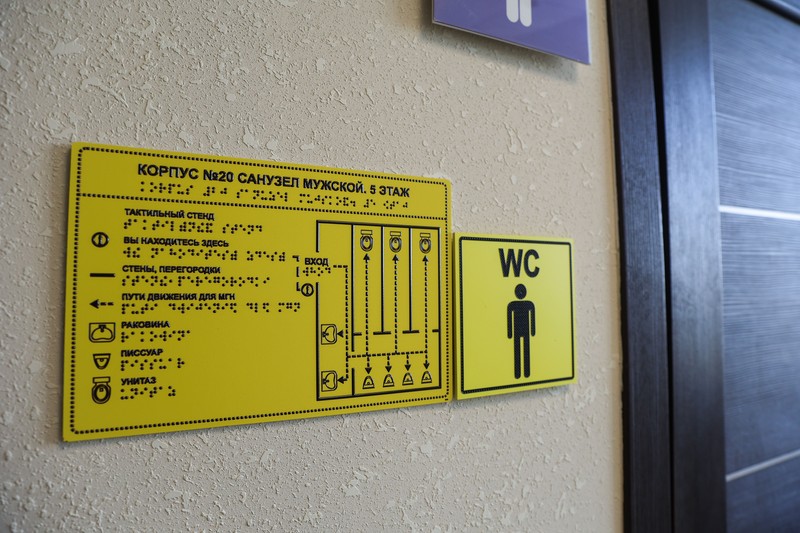 КОРПУС №20 САНУЗЕЛ МУЖСКОЙ. 5 ЭТАЖ
ТАКТИЛЬНЫЙ СТЕНД
ВЫ НАХОДИТЕСЬ ЗДЕСЬ
СТЕНЫ, ПЕРЕГОРОДКИ
ПУТИ ДВИЖЕНИЯ ДЛЯ МГН
РАКОВИНА
ПИССУАР
УНИТАЗ
ВХОД
WC